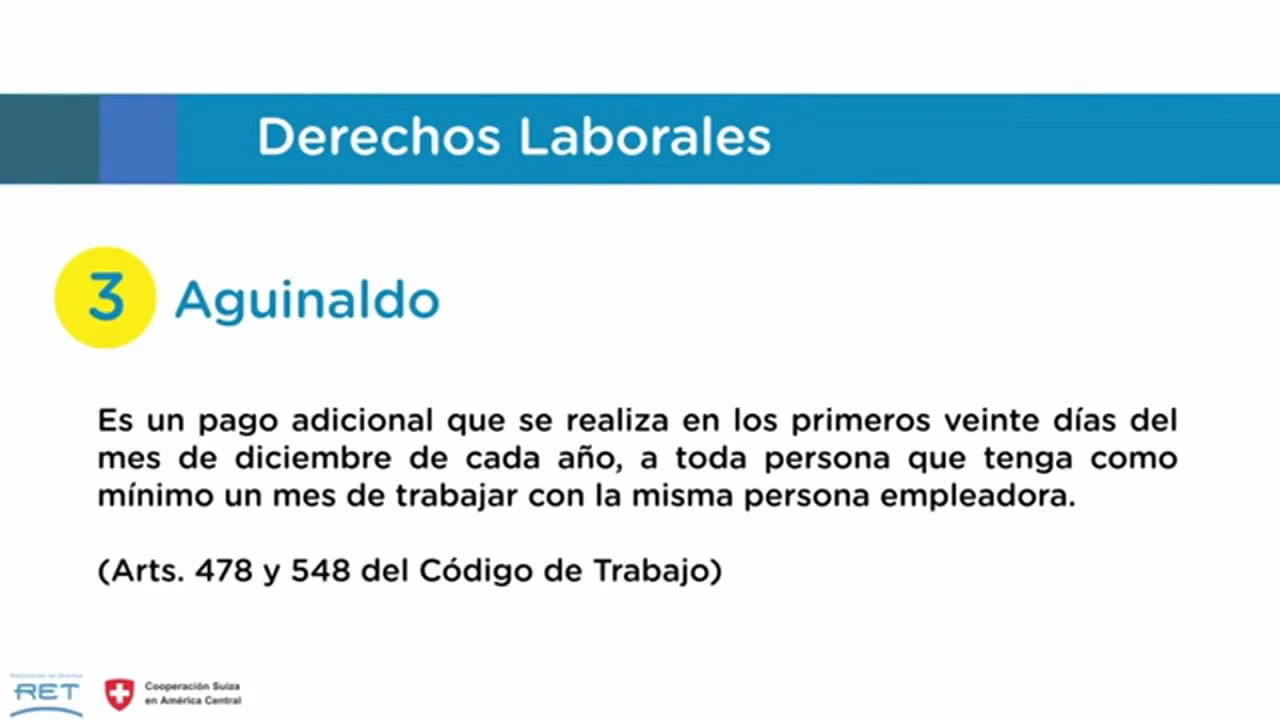 Derechos Laborales
3 Aguinaldo
Es un pago adicional que se realiza en los primeros veinte días del
mes de diciembre de cada año, a toda persona que tenga como
mínimo un mes de trabajar con la misma persona empleadora.
(Arts. 478 y 548 del Código de Trabajo)
RET
Cooperación Suiza
en América Central